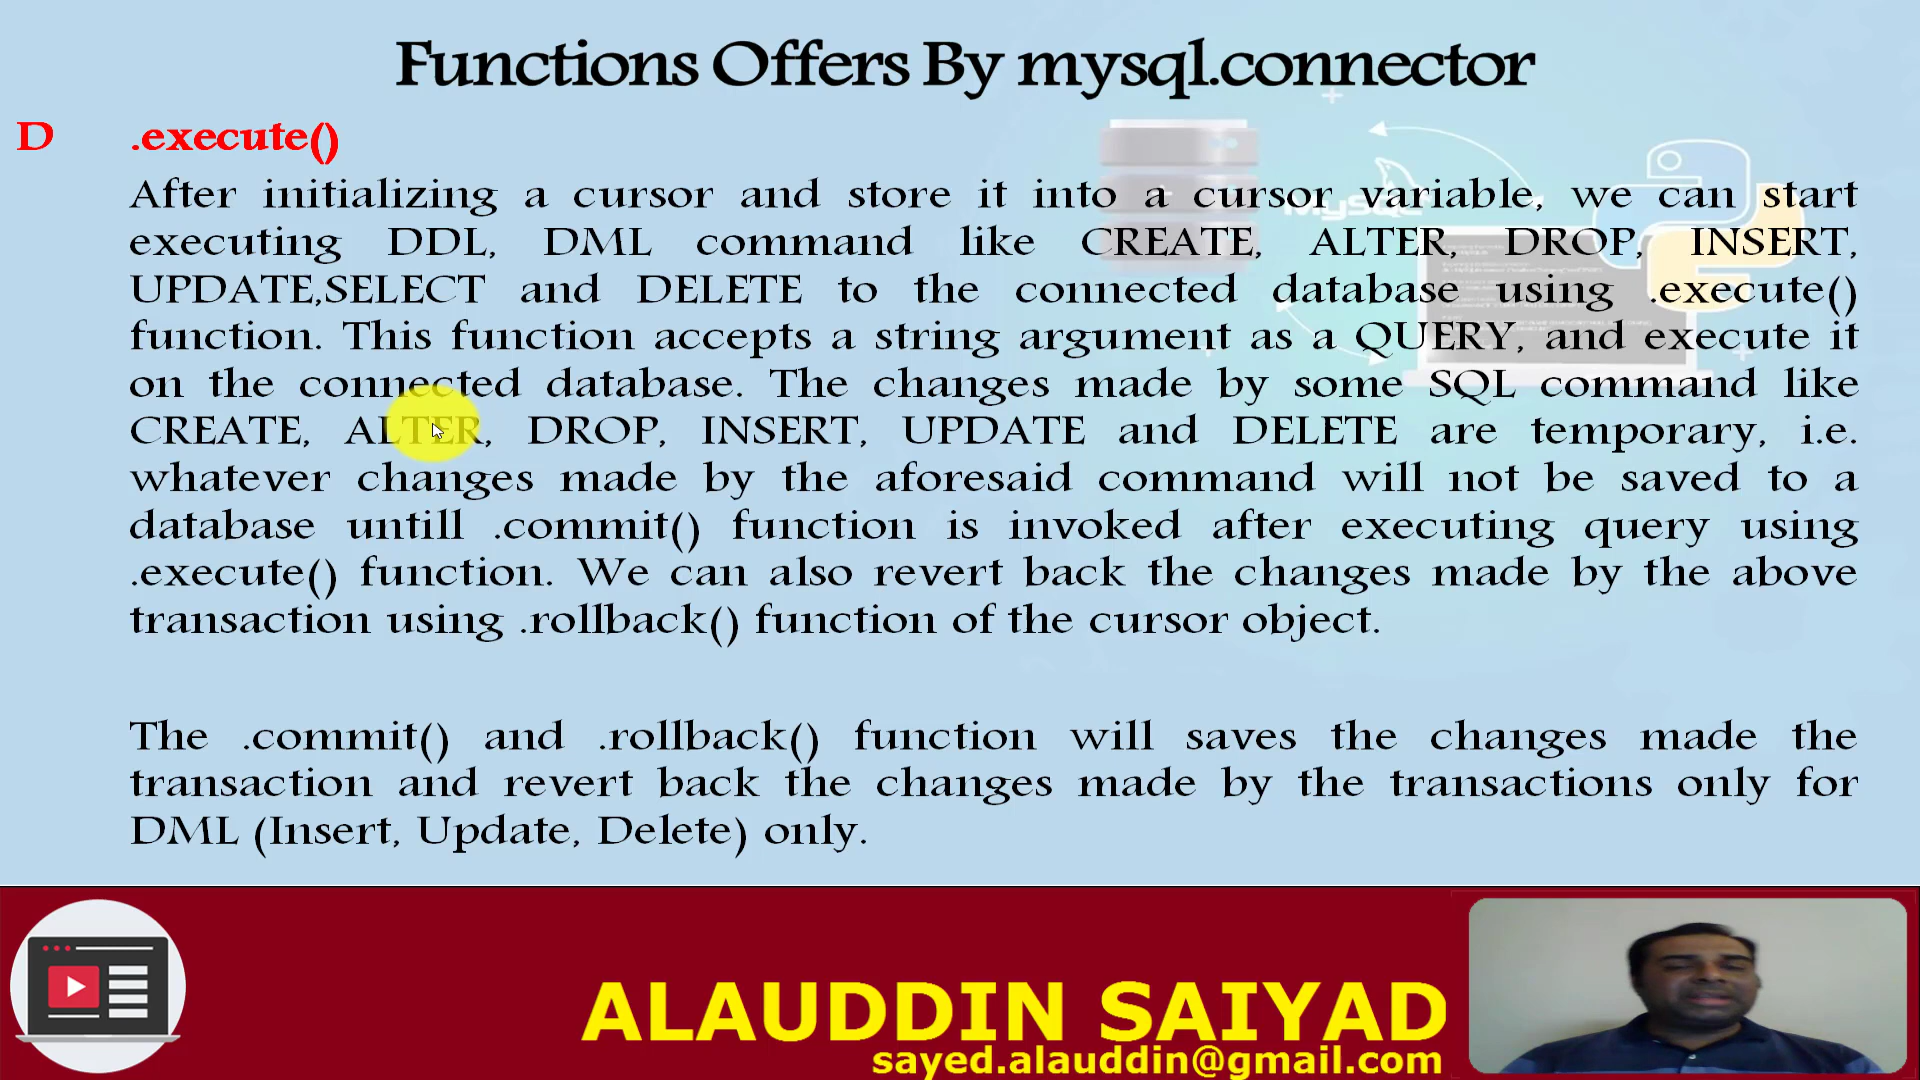 Functions Offers By mysql.connector
D .execute()
After initializing a cursor and store it into a cursor variable, we can start
executing DDL, DML command like CREATE, ALTER, DROP, INSERT,
UPDATE,SELECT and DELETE to the connected database using .execute()
function. This function accepts a string argument as a QUERY, and execute it
on the connected database. The changes made by some SQL command like
CREATE, ALTER, DROP, INSERT, UPDATE and DELETE are temporary, i.e.
whatever changes made by the aforesaid command will not be saved to a
database untill .commit() function is invoked after executing query using
.execute() function. We can also revert back the changes made by the above
transaction using .rollback() function of the cursor object.
The .commit() and .rollback() function will saves the changes made the
transaction and revert back the changes made by the transactions only for
DML (Insert, Update, Delete) only.
ALAUDDIN SAIYAD
sayed.alauddin@gmail.com